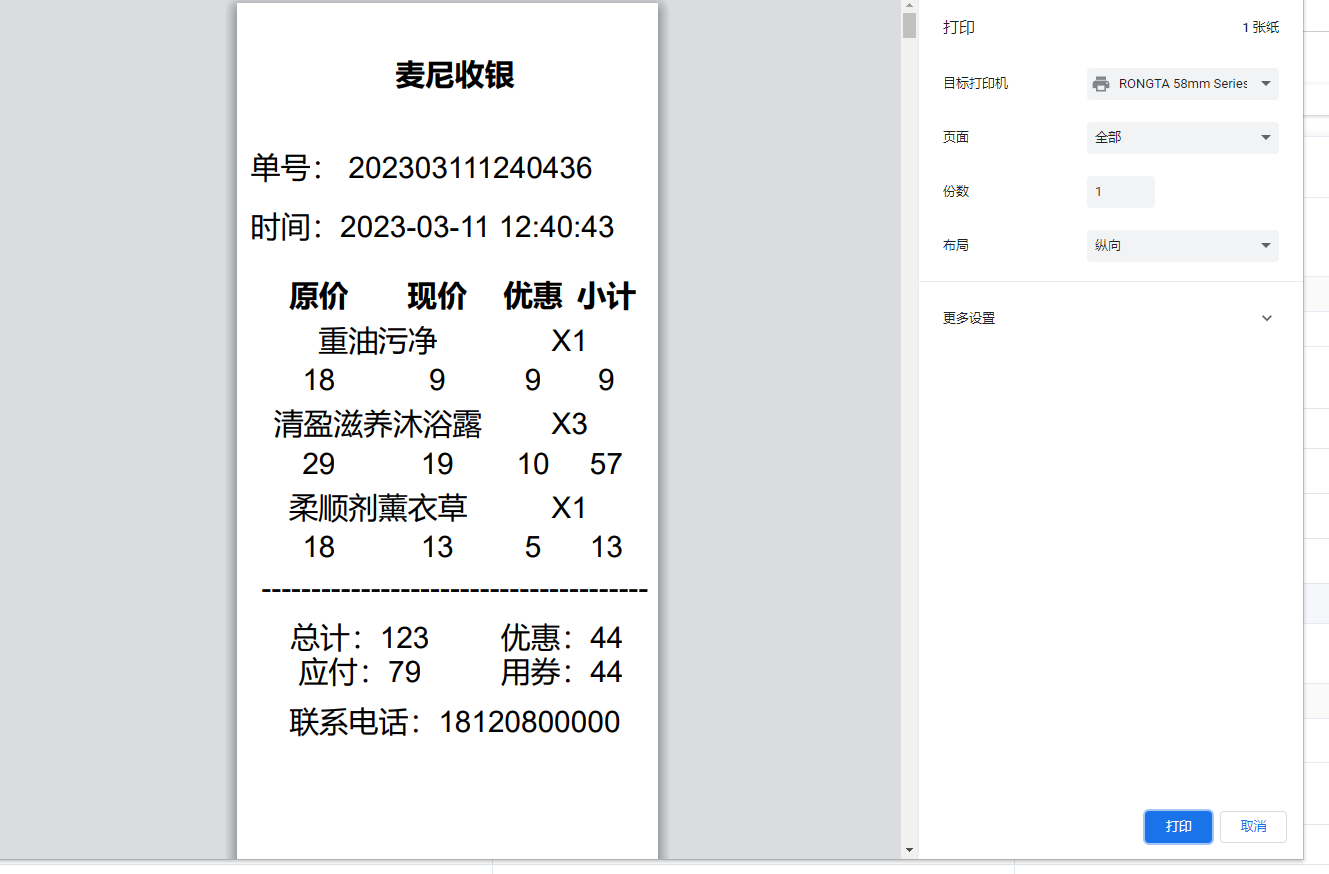 麦尼收银
单号： 202303111240436
时间：2023-03-11 12:40:43
原价 现价 优惠 小计
重油污净 X1
18 9 9 9
清盈滋养沐浴露 X3
29 19 10 57
柔顺剂薰衣草 X1
18 13 5 13
---------------------------------------
总计：123 优惠：44
应付：79 用券：44
联系电话：18120800000
打印 1 张纸
目标打印机 RONGTA 58mm Series
页面 全部
份数 1
布局 纵向
更多设置
打印 取消